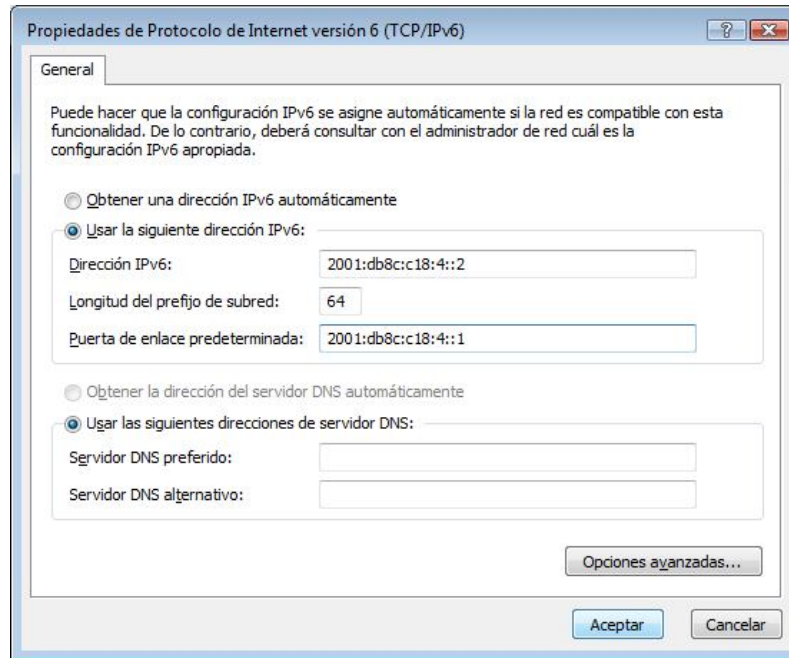 Propiedades de Protocolo de Internet versión 6 (TCP/IPv6)
General
Puede hacer que la configuración IPv6 se asigne automáticamente si la red es compatible con esta
funcionalidad. De lo contrario, deberá consultar con el administrador de red cuál es la
configuración IPv6 apropiada.
Obtener una dirección IPv6 automáticamente
Usar la siguiente dirección IPv6:
Dirección IPv6: 2001:db8c:c18:4::2
Longitud del prefijo de subred: 64
Puerta de enlace predeterminada: 2001:db8c:c18:4::1
Obtener la dirección del servidor DNS automáticamente
Usar las siguientes direcciones de servidor DNS:
Servidor DNS preferido:
Servidor DNS alternativo:
Opciones avanzadas...
Aceptar Cancelar